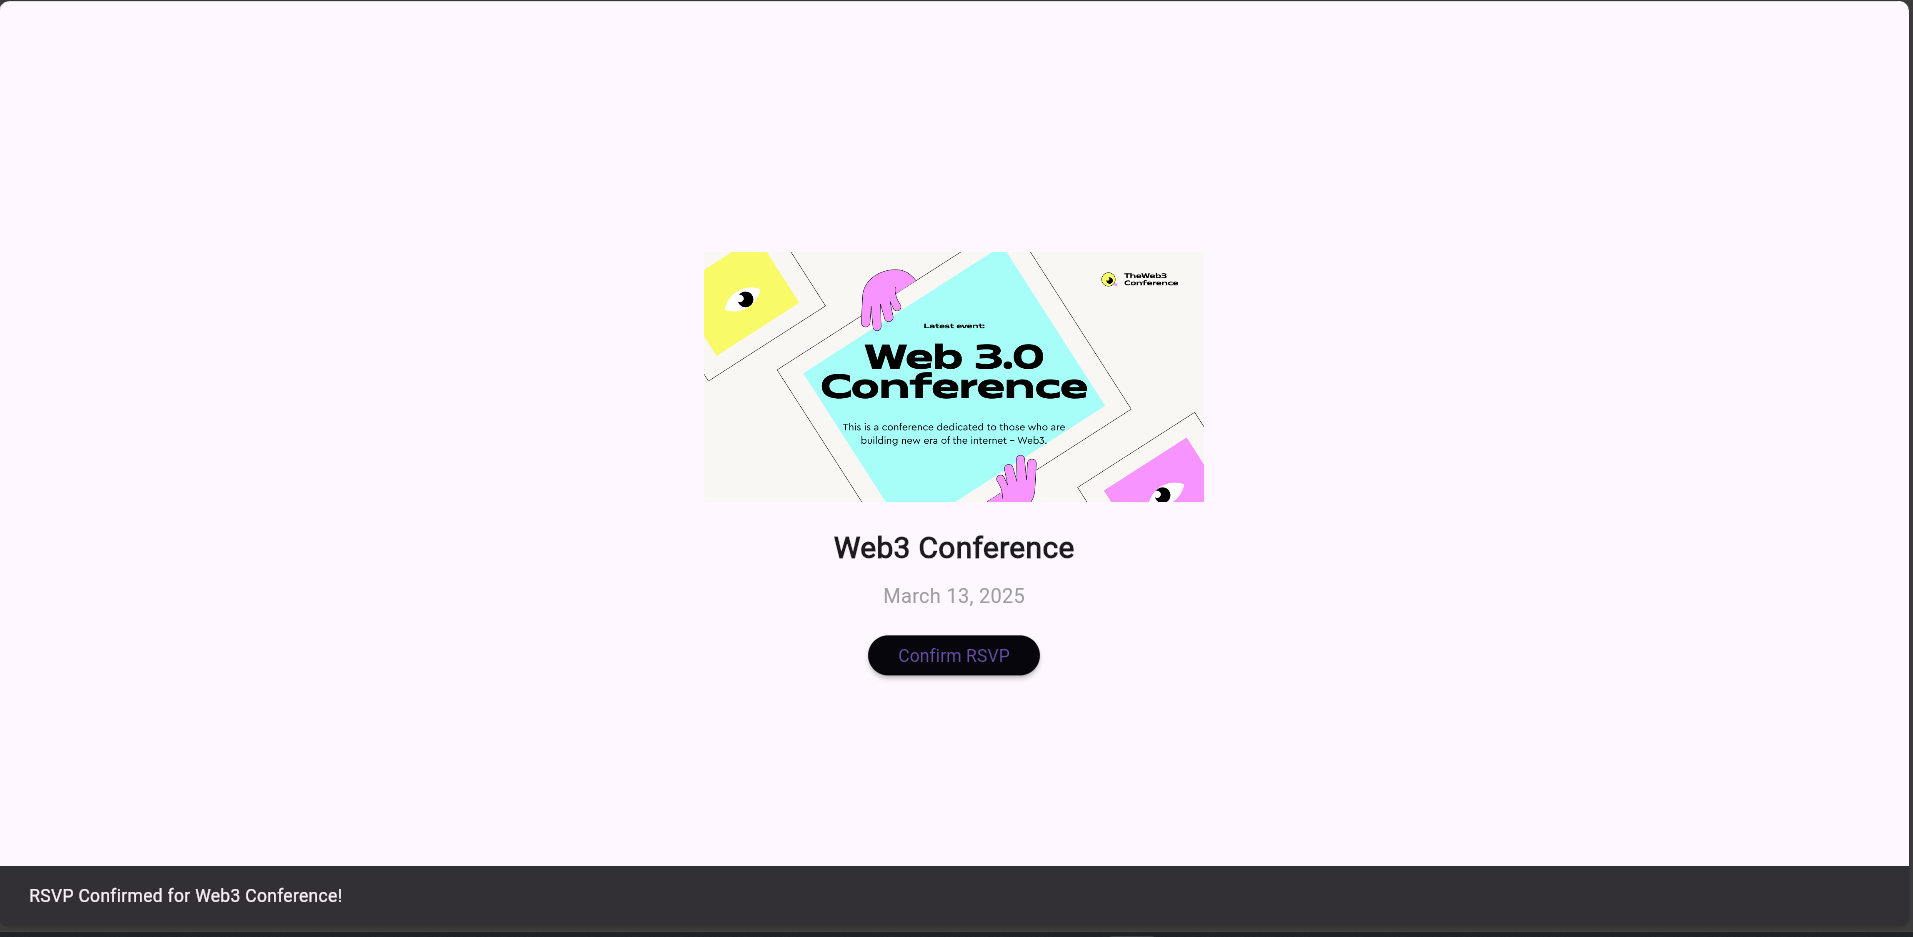 TheWeb3
Conference
Latest event:
Web 3.0
Conference
This is a conference dedicated to those who are
building new era of the internet – Web3.
Web3 Conference
March 13, 2025
Confirm RSVP
RSVP Confirmed for Web3 Conference!